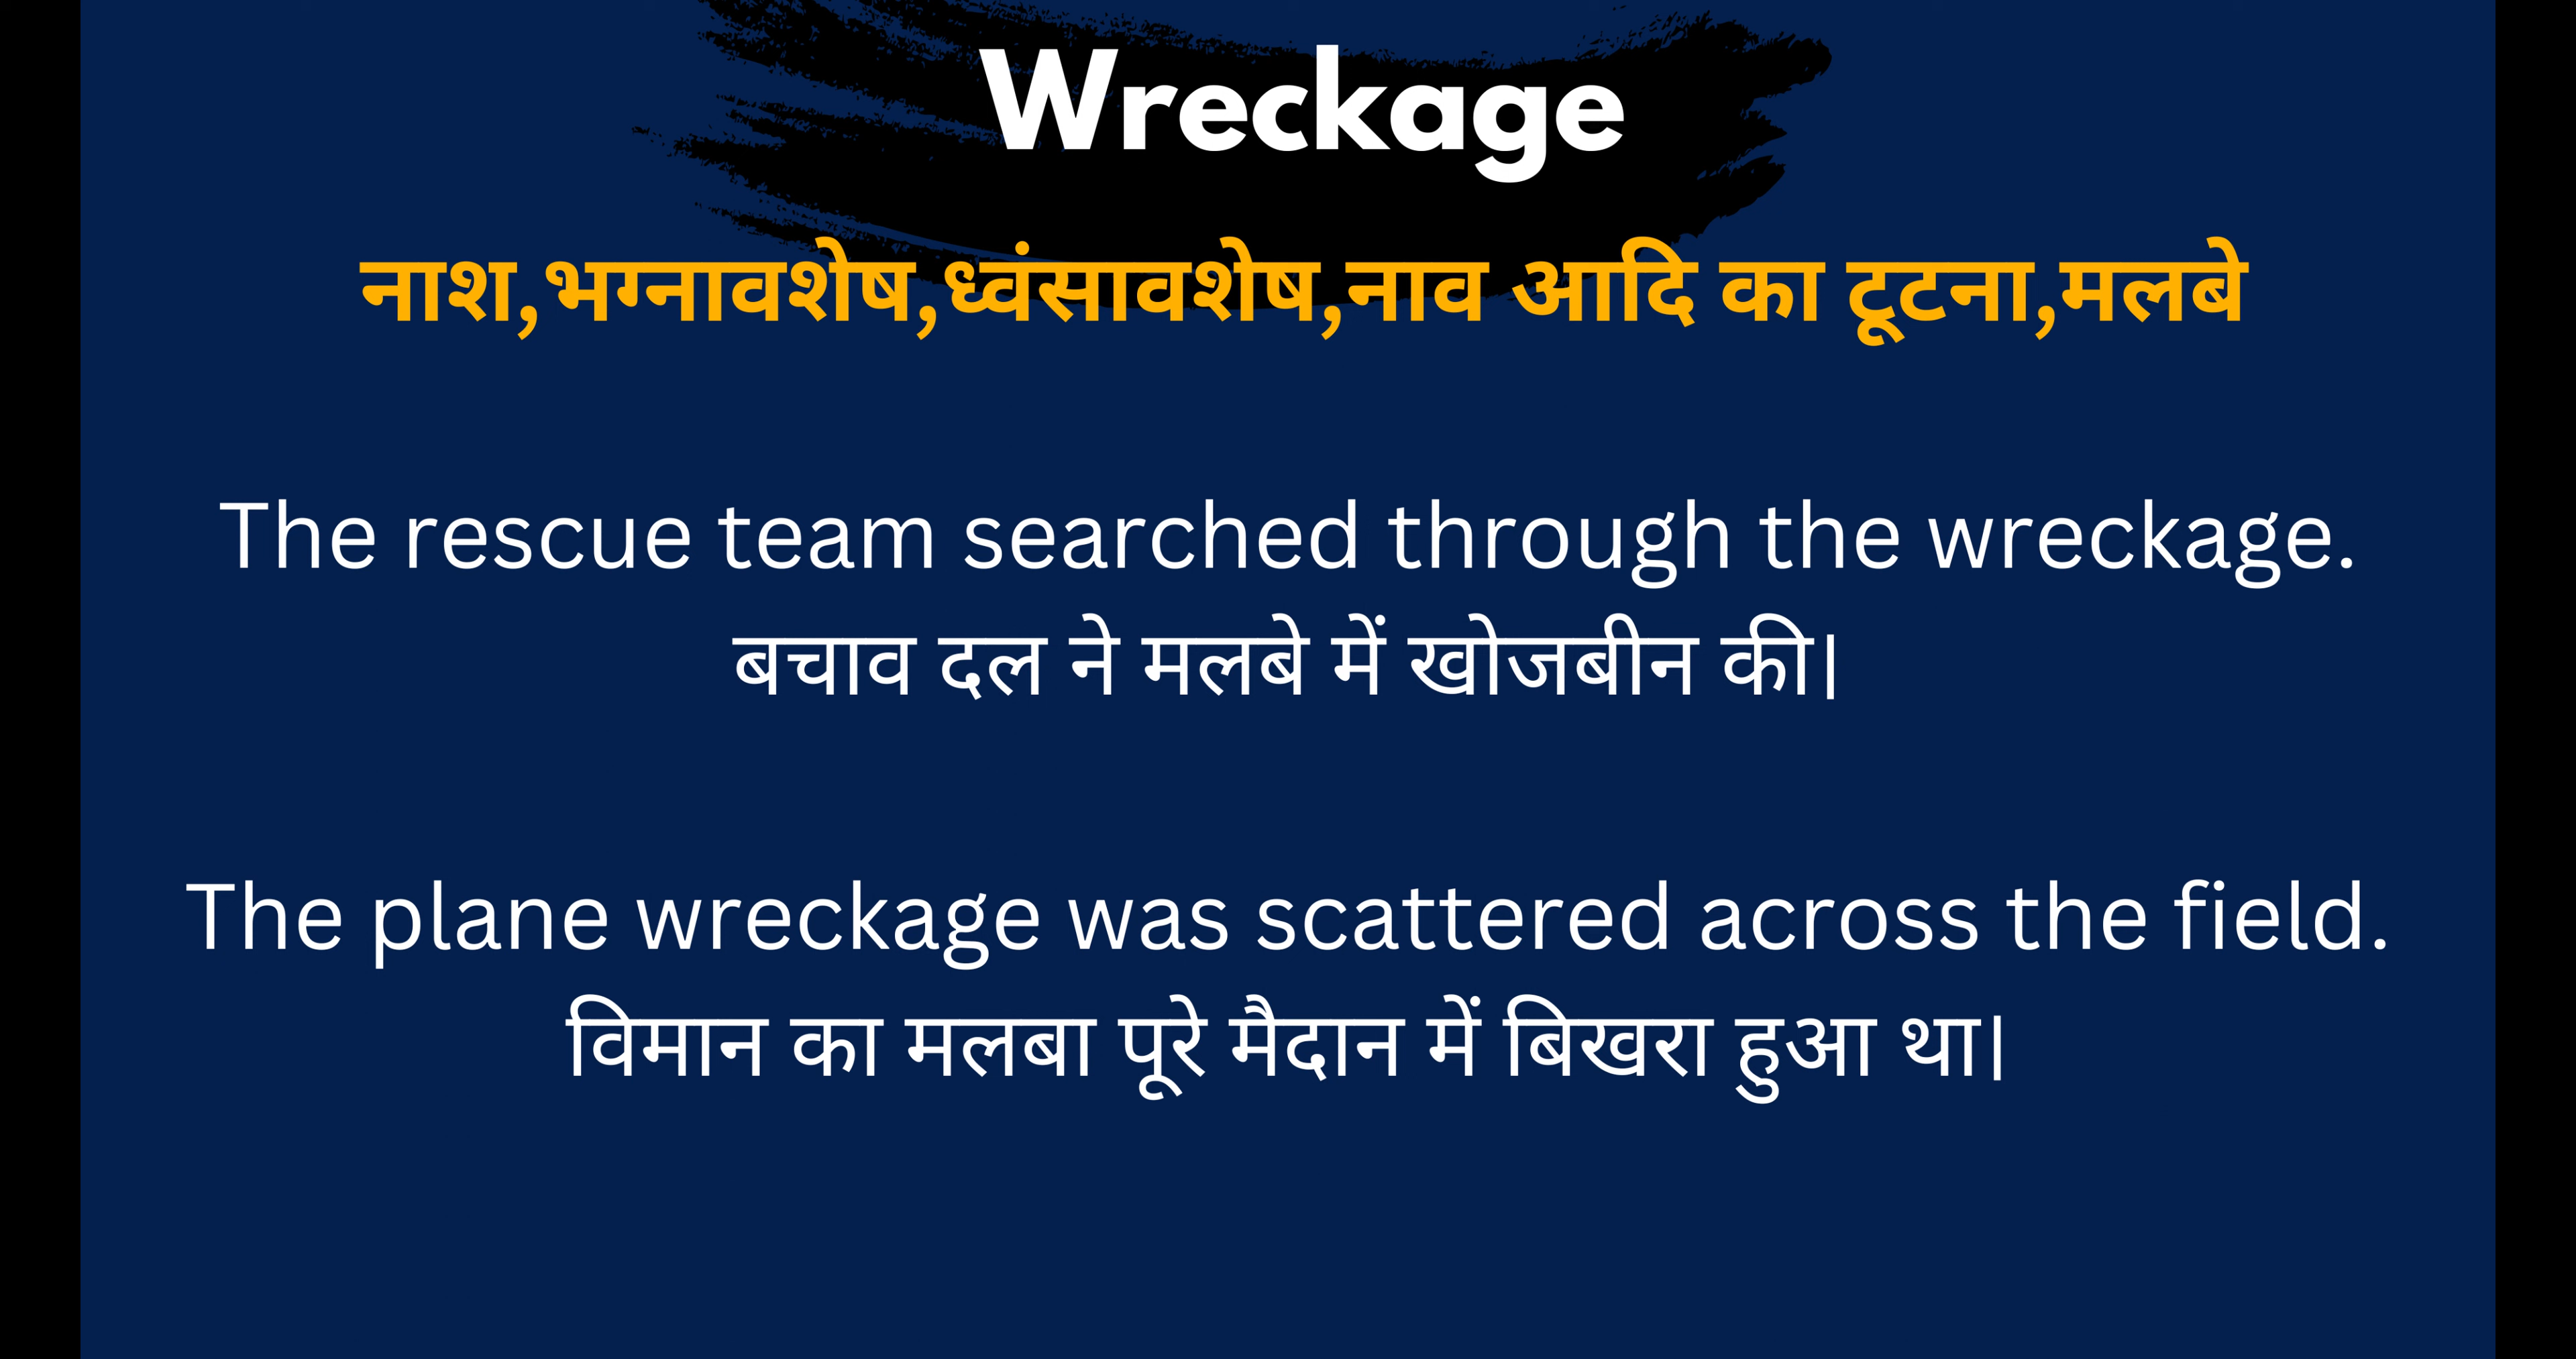 Wreckage
नाश,भग्नावशेष,ध्वंसावशेष,नाव आदि का टूटना,मलबे
The rescue team searched through the wreckage.
बचाव दल ने मलबे में खोजबीन की।
The plane wreckage was scattered across the field.
विमान का मलबा पूरे मैदान में बिखरा हुआ था।